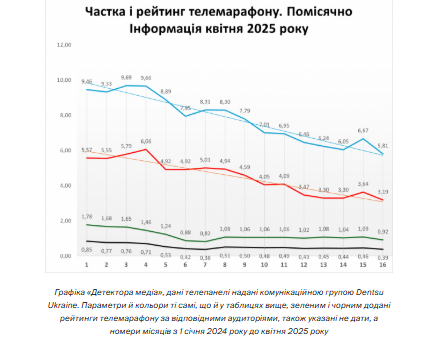 Частка і рейтинг телемарафону. Помісячно
Інформація квітня 2025 року
12,00
10,00
9,46 9,33 9,69 9,66 8,89 7,95 8,31 8,30 7,79 7,01 6,95 6,46 6,24 6,05 6,67 5,81
8,00
6,00
5,57 5,55 5,79 6,06 4,92 4,92 5,01 4,94 4,59 4,05 4,09 3,47 3,30 3,30 3,64 3,19
4,00
2,00
1,78 1,68 1,65 1,46 1,24 0,88 0,82 1,08 1,06 1,06 1,06 1,02 1,08 1,04 1,09 0,92
0,00
0,85 0,77 0,76 0,71 0,53 0,42 0,38 0,51 0,50 0,48 0,49 0,43 0,45 0,44 0,46 0,39
1 2 3 4 5 6 7 8 9 10 11 12 13 14 15 16
Графіка «Детектора медіа», дані телепанелі надані комунікаційною групою Dentsu
Ukraine. Параметри й кольори ті самі, що й у таблицях вище, зеленим і чорним додані
рейтинги телемарафону за відповідними аудиторіями, також указані не дати, а
номери місяців з 1 січня 2024 року до квітня 2025 року